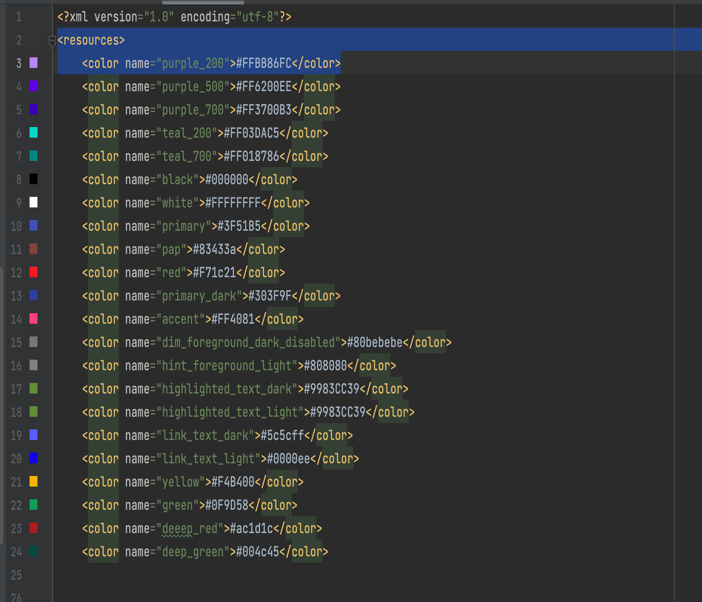 1 <?xml version="1.0" encoding="utf-8"?>
2 <resources>
3 <color name="purple_200">#FFBB86FC</color>
4 <color name="purple_500">#FF6200EE</color>
5 <color name="purple_700">#FF3700B3</color>
6 <color name="teal_200">#FF03DAC5</color>
7 <color name="teal_700">#FF018786</color>
8 <color name="black">#000000</color>
9 <color name="white">#FFFFFFFF</color>
10 <color name="primary">#3F51B5</color>
11 <color name="pap">#83433a</color>
12 <color name="red">#F71c21</color>
13 <color name="primary_dark">#303F9F</color>
14 <color name="accent">#FF4081</color>
15 <color name="dim_foreground_dark_disabled">#80bebebe</color>
16 <color name="hint_foreground_light">#808080</color>
17 <color name="highlighted_text_dark">#9983CC39</color>
18 <color name="highlighted_text_light">#9983CC39</color>
19 <color name="link_text_dark">#5c5cff</color>
20 <color name="link_text_light">#0000ee</color>
21 <color name="yellow">#F4B400</color>
22 <color name="green">#0F9D58</color>
23 <color name="deeep_red">#ac1d1c</color>
24 <color name="deep_green">#004c45</color>
25
26